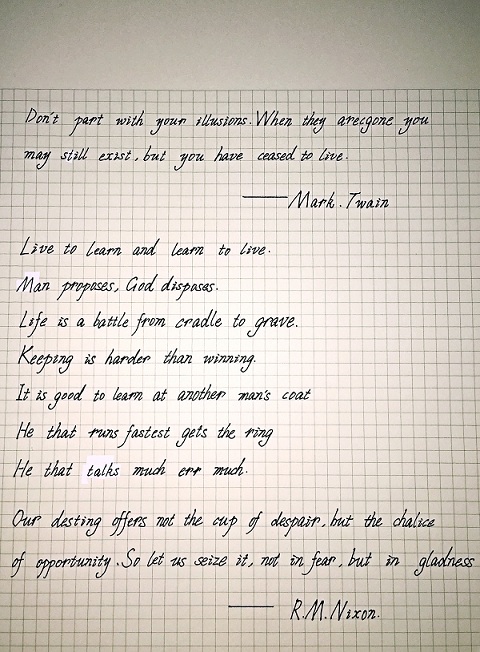 Don't part with your illusions. When they arecgone you
may still exist, but you have ceased to live.
—— Mark. Twain
Live to learn and learn to live.
Man proposes, God disposes.
Life is a battle from cradle to grave.
Keeping is harder than winning.
It is good to learn at another man's coat
He that runs fastest gets the ring
He that talks much err much.
Our desting offers not the cup of despair, but the chalice
of opportunity. So let us seize it, not in fear, but in gladness
—— R.M. Nixon.